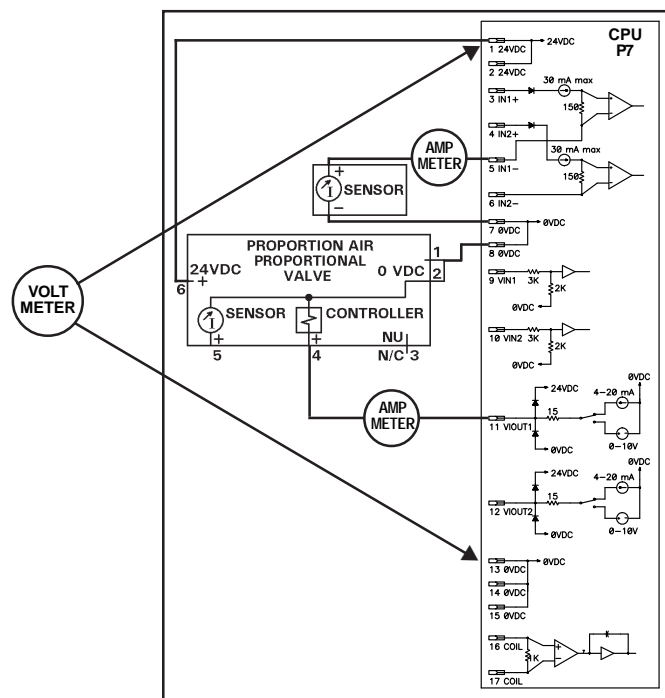 CPU
P7
1 24VDC
24VDC
2 24VDC
30 mA max
3 IN1+
150
4 IN2+
30 mA max
AMP
METER
5 IN1-
150
+
I
SENSOR
−
6 IN2-
7 0VDC
0VDC
8 0VDC
PROPORTION AIR
PROPORTIONAL
VALVE
1
24VDC
0 VDC
2
6
+
SENSOR
I
CONTROLLER
+
5
+
4
NU
N/C
3
VOLT
METER
9 VIN1
3K
2K
0VDC
10 VIN2
3K
2K
0VDC
AMP
METER
24VDC
4-20 mA
0VDC
15
11 VIOUT1
0VDC
0-10V
24VDC
4-20 mA
0VDC
15
12 VIOUT2
0VDC
0-10V
13 0VDC
0VDC
14 0VDC
15 0VDC
16 COIL
1K
+
−
17 COIL